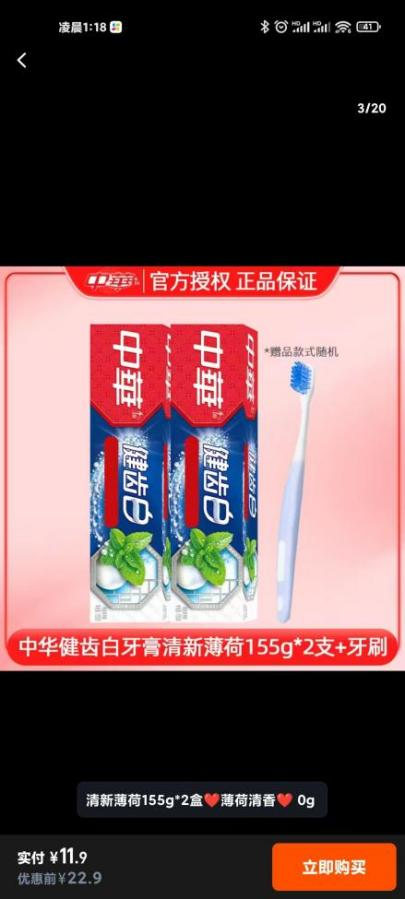 凌晨1:18
HD
HD
41
3/20
中華
官方授权 正品保证
*赠品款式随机
中華
中華
健齿白
健齿白
中华健齿白牙膏清新薄荷155g*2支+牙刷
清新薄荷155g*2盒❤️薄荷清香❤️ 0g
实付 ¥11.9
优惠前¥22.9
立即购买